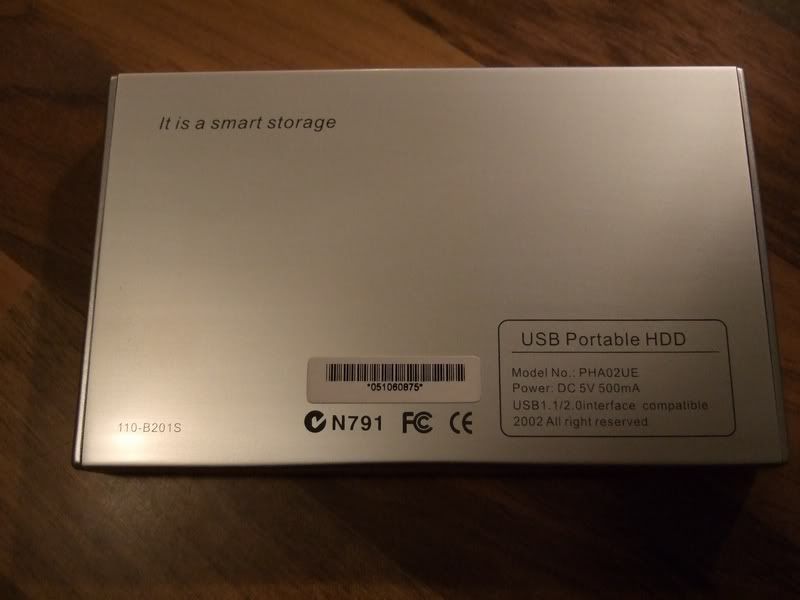 It is a smart storage
USB Portable HDD
Model No.: PHA02UE
Power: DC 5V 500mA
USB1.1/2.0interface compatible
2002 All right reserved
*051060875*
N791 FC CE
110-B201S